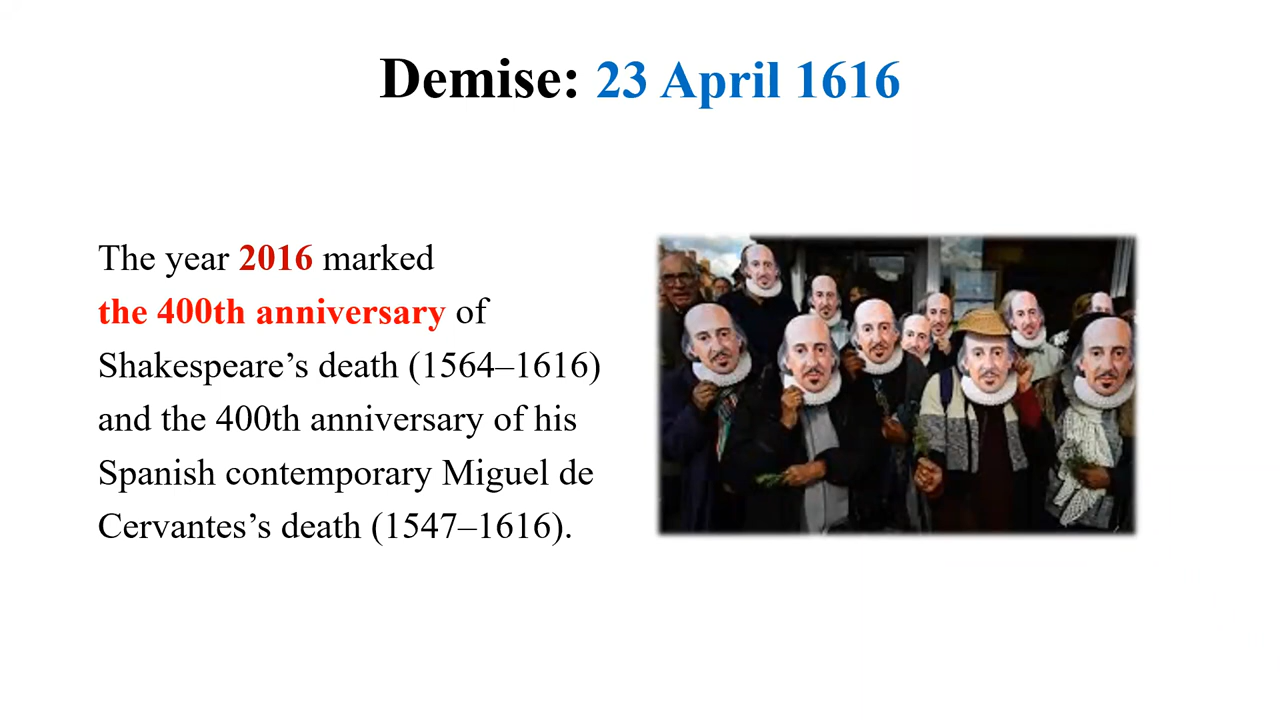 Demise: 23 April 1616
The year 2016 marked
the 400th anniversary of
Shakespeare’s death (1564–1616)
and the 400th anniversary of his
Spanish contemporary Miguel de
Cervantes’s death (1547–1616).